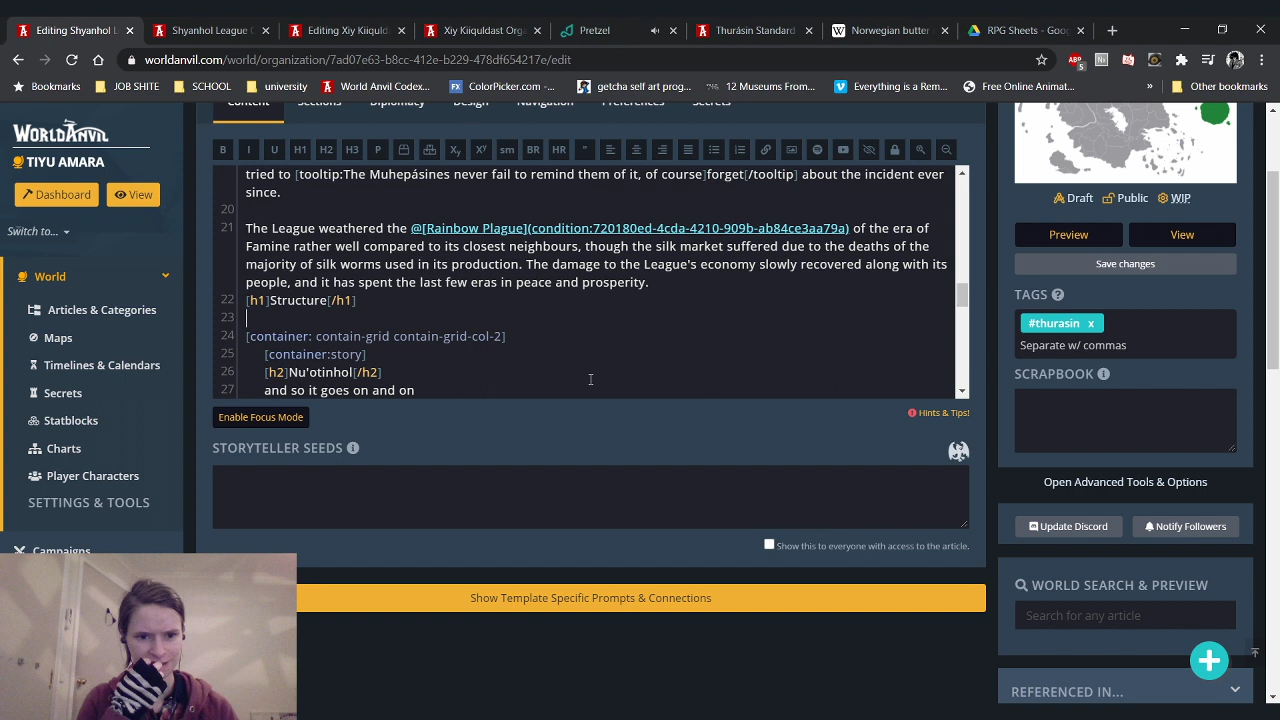 Editing Shyanhol L
Shyanhol League C
Editing Xiy Kiiquld
Xiy Kiiquldast Orga
Pretzel
Thurásin Standard
Norwegian butter
RPG Sheets - Goog
worldanvil.com/world/organization/7ad07e63-b8cc-412e-b229-478df654217e/edit
Bookmarks
JOB SHITE
SCHOOL
university
World Anvil Codex...
ColorPicker.com -...
getcha self art prog...
12 Museums From...
Everything is a Rem...
Free Online Animat...
»
Other bookmarks
WORLDANVIL
TIYU AMARA
Dashboard
View
Switch to...
World
Articles & Categories
Maps
Timelines & Calendars
Secrets
Statblocks
Charts
Player Characters
SETTINGS & TOOLS
Campaigns
Content
Sections
Diplomacy
Design
Navigation
Preferences
Secrets
B I U H1 H2 H3 P Xy Xy sm BR HR "
tried to [tooltip:The Muhepásines never fail to remind them of it, of course]forget[/tooltip] about the incident ever
since.
20
21 The League weathered the @[Rainbow Plague](condition:720180ed-4cda-4210-909b-ab84ce3aa79a) of the era of
Famine rather well compared to its closest neighbours, though the silk market suffered due to the deaths of the
majority of silk worms used in its production. The damage to the League's economy slowly recovered along with its
people, and it has spent the last few eras in peace and prosperity.
22 [h1]Structure[/h1]
23
24 [container: contain-grid contain-grid-col-2]
25 [container:story]
26 [h2]Nu'otinhol[/h2]
27 and so it goes on and on
Enable Focus Mode
Hints & Tips!
STORYTELLER SEEDS
Show this to everyone with access to the article.
Show Template Specific Prompts & Connections
Draft
Public
WIP
Preview
View
Save changes
TAGS
#thurasin x
Separate w/ commas
SCRAPBOOK
Open Advanced Tools & Options
Update Discord
Notify Followers
WORLD SEARCH & PREVIEW
Search for any article
REFERENCED IN...